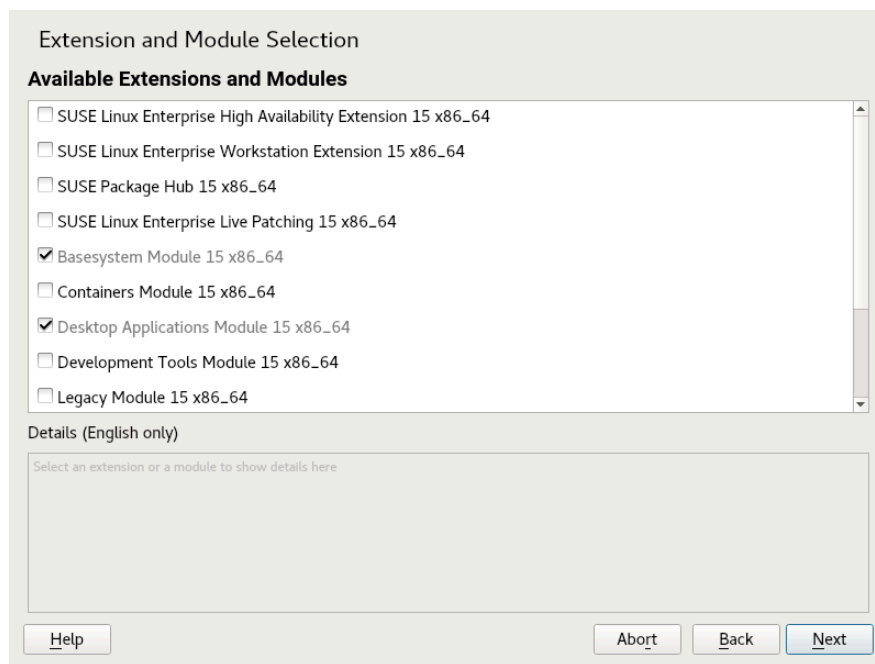 Extension and Module Selection
Available Extensions and Modules
SUSE Linux Enterprise High Availability Extension 15 x86_64
SUSE Linux Enterprise Workstation Extension 15 x86_64
SUSE Package Hub 15 x86_64
SUSE Linux Enterprise Live Patching 15 x86_64
Basesystem Module 15 x86_64
Containers Module 15 x86_64
Desktop Applications Module 15 x86_64
Development Tools Module 15 x86_64
Legacy Module 15 x86_64
Details (English only)
Select an extension or a module to show details here
Help Abort Back Next